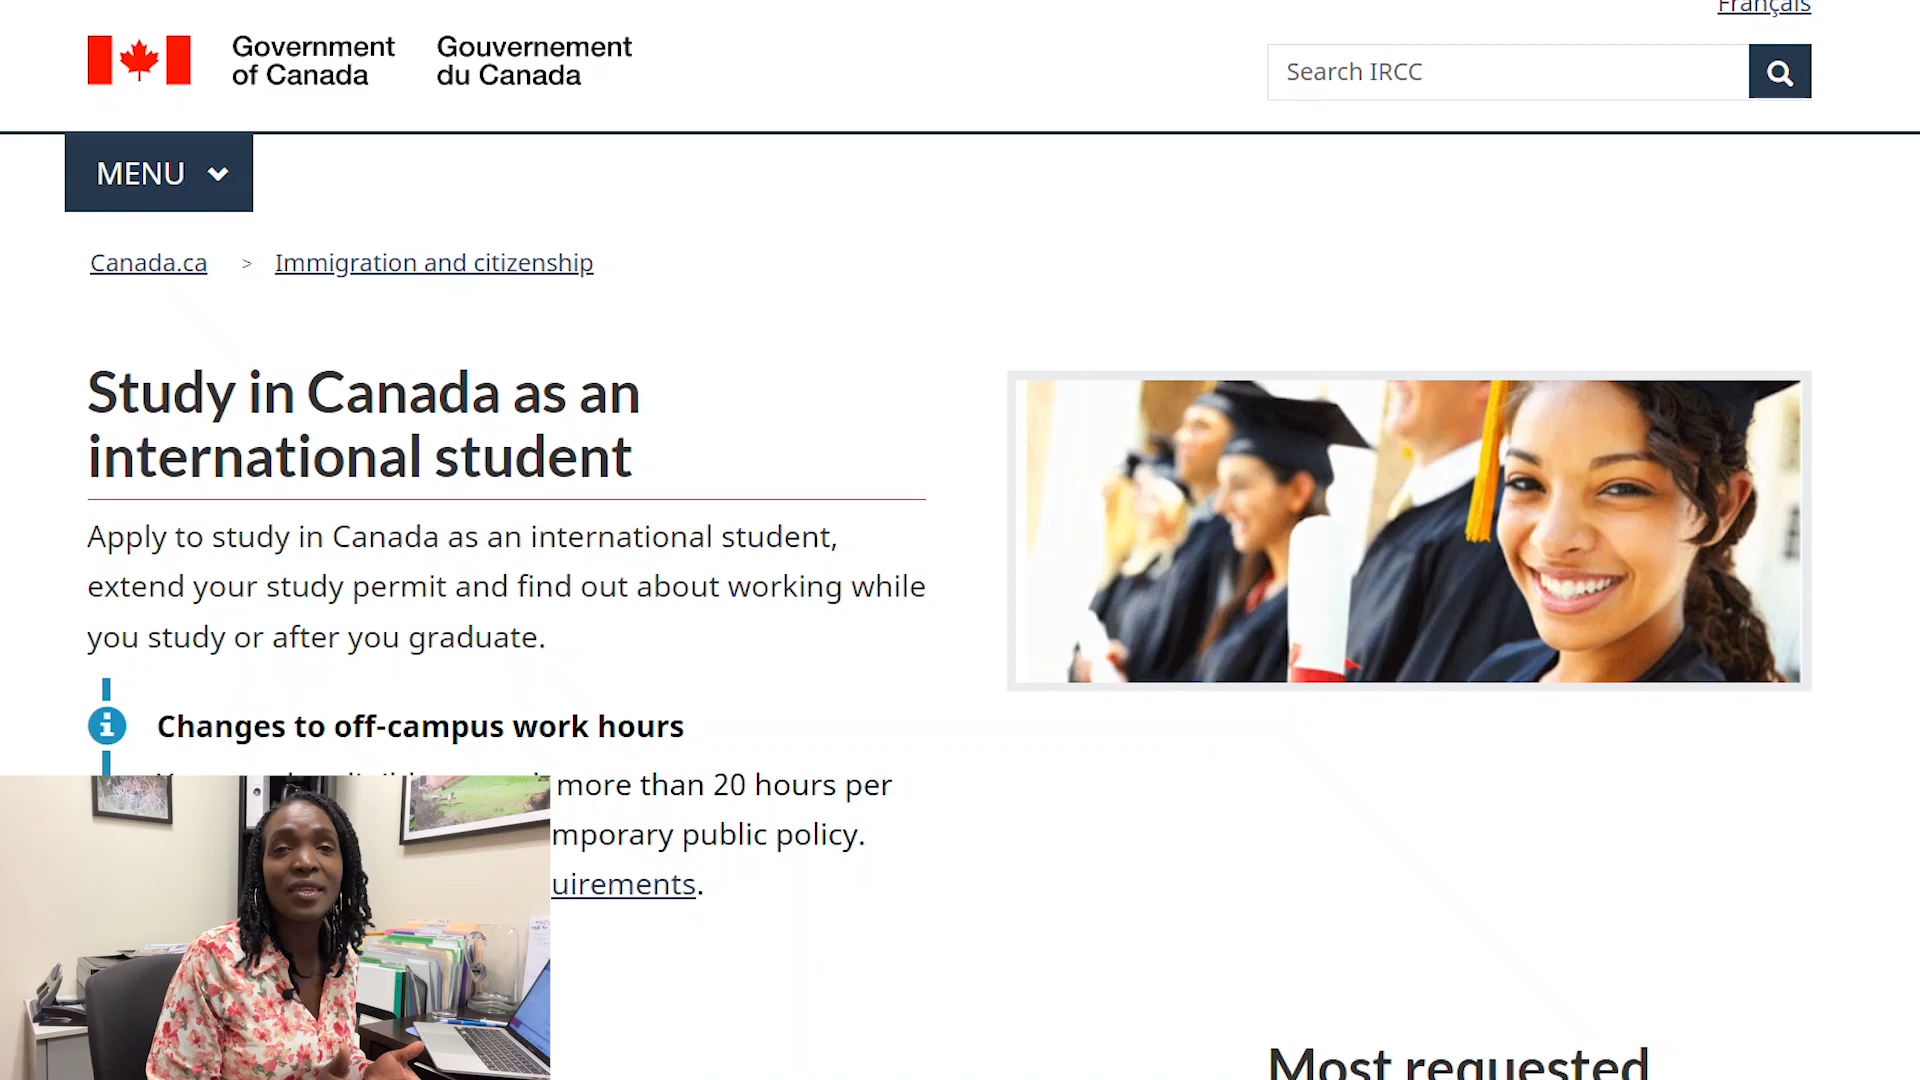 Français
Government
of Canada
Gouvernement
du Canada
Search IRCC
MENU
Canada.ca > Immigration and citizenship
Study in Canada as an
international student
Apply to study in Canada as an international student,
extend your study permit and find out about working while
you study or after you graduate.
Changes to off-campus work hours
more than 20 hours per
mporary public policy.
uirements.
Most requested